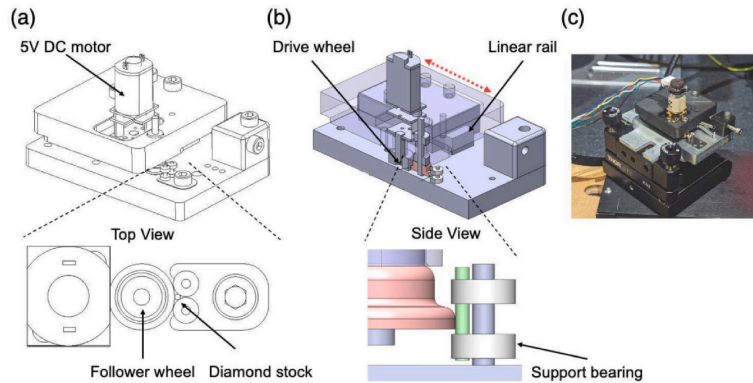 (a)
5V DC motor
(b)
Drive wheel
Linear rail
(c)
Top View
Side View
Follower wheel
Diamond stock
Support bearing